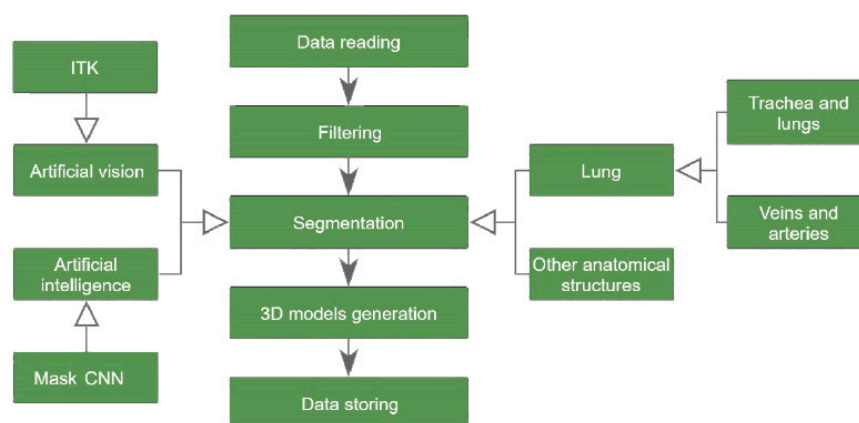 Data reading
ITK
Trachea and
lungs
Filtering
Artificial vision
Lung
Segmentation
Veins and
arteries
Artificial
intelligence
Other anatomical
structures
3D models generation
Mask CNN
Data storing